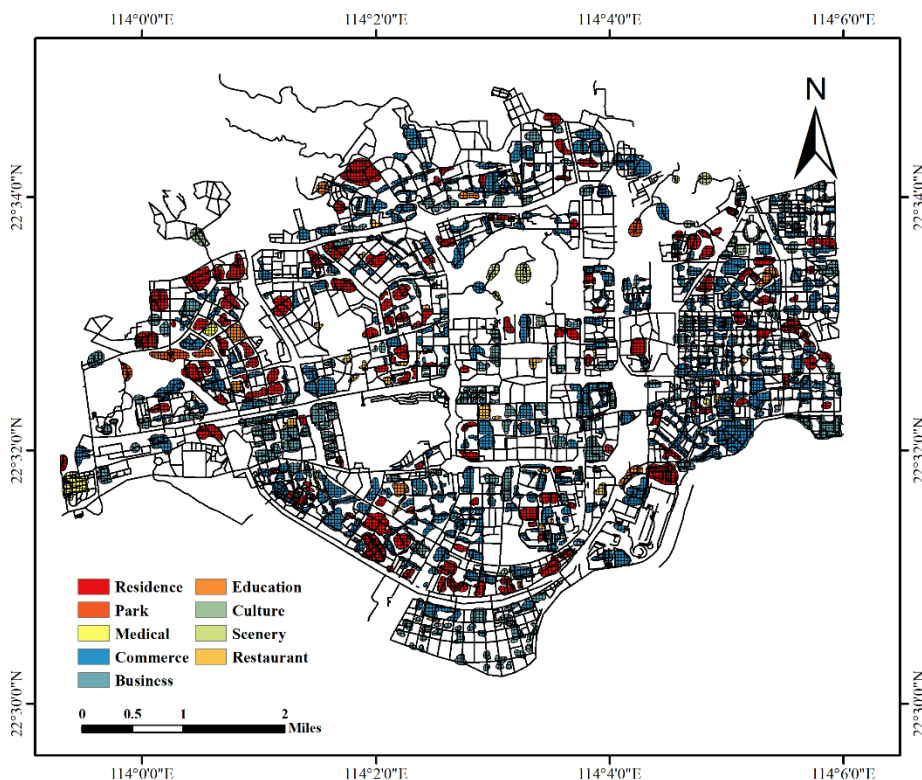 114°0'0"E 114°2'0"E 114°4'0"E 114°6'0"E
N
22°34'0"N 22°34'0"N
22°32'0"N 22°32'0"N
Residence Education
Park Culture
Medical Scenery
Commerce Restaurant
Business
0 0.5 1 2
Miles
22°30'0"N 22°30'0"N
114°0'0"E 114°2'0"E 114°4'0"E 114°6'0"E